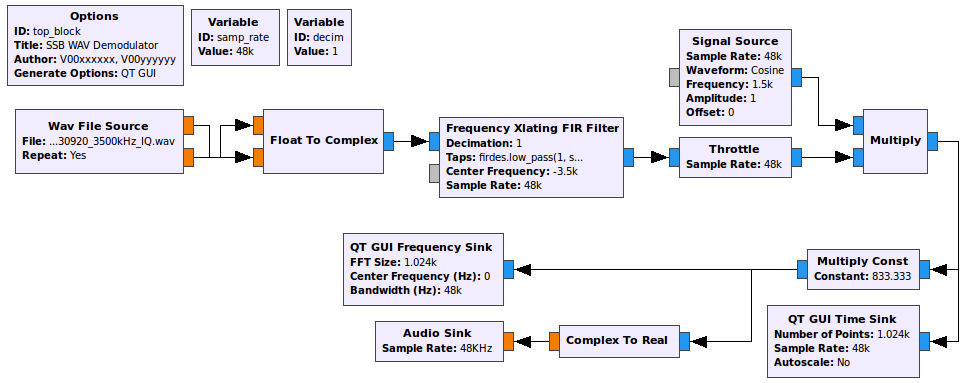 Options
ID: top_block
Title: SSB WAV Demodulator
Author: V00xxxxxx, V00yyyyyy
Generate Options: QT GUI
Variable
ID: samp_rate
Value: 48k
Variable
ID: decim
Value: 1
Signal Source
Sample Rate: 48k
Waveform: Cosine
Frequency: 1.5k
Amplitude: 1
Offset: 0
Wav File Source
File: ...30920_3500kHz_IQ.wav
Repeat: Yes
Float To Complex
Frequency Xlating FIR Filter
Decimation: 1
Taps: firdes.low_pass(1, s...
Center Frequency: -3.5k
Sample Rate: 48k
Throttle
Sample Rate: 48k
Multiply
QT GUI Frequency Sink
FFT Size: 1.024k
Center Frequency (Hz): 0
Bandwidth (Hz): 48k
Multiply Const
Constant: 833.333
Audio Sink
Sample Rate: 48KHz
Complex To Real
QT GUI Time Sink
Number of Points: 1.024k
Sample Rate: 48k
Autoscale: No